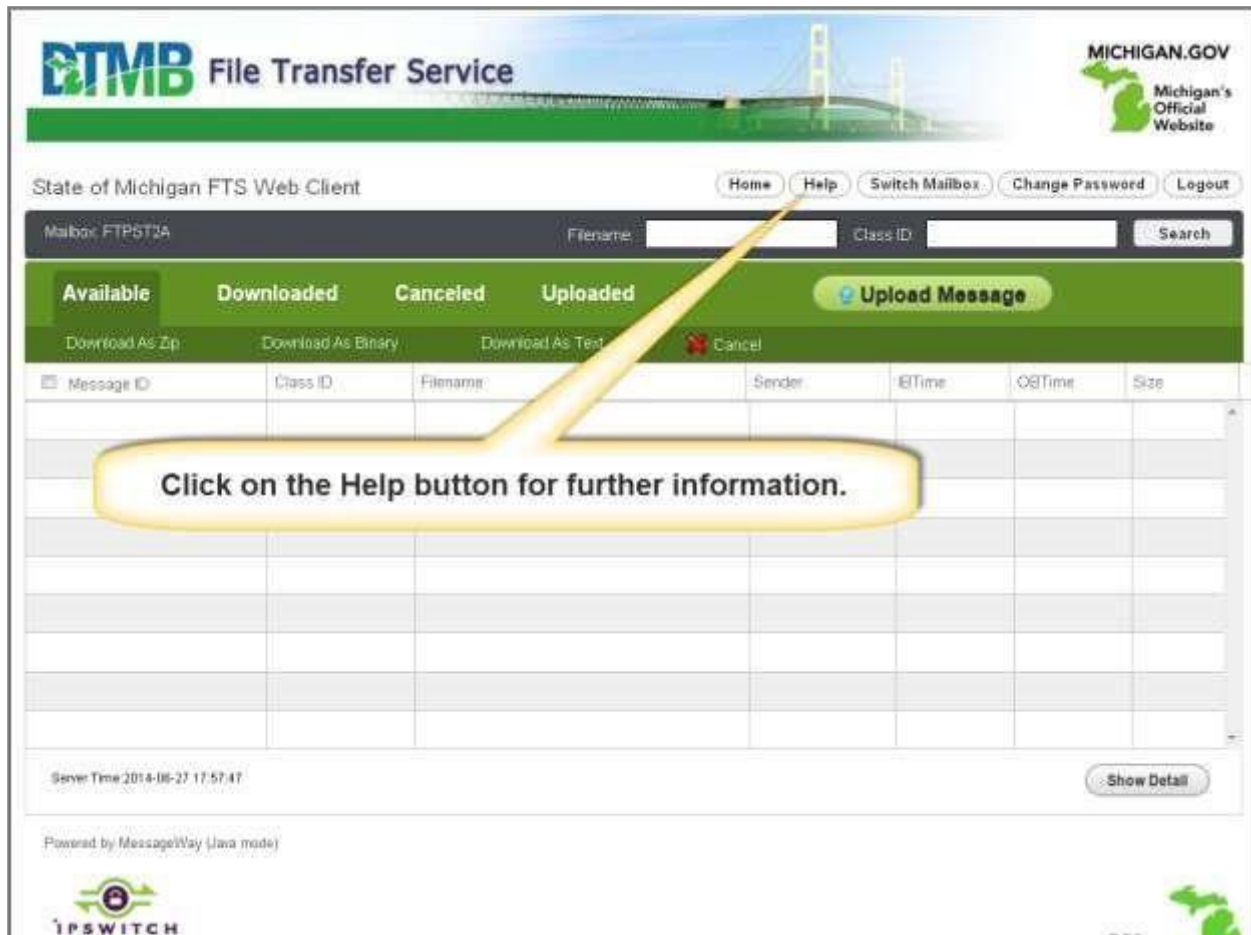 DTMB File Transfer Service
MICHIGAN.GOV
Michigan's
Official
Website
State of Michigan FTS Web Client
Home Help Switch Mailbox Change Password Logout
Mailbox: FTPST2A Filename: Class ID: Search
Available Downloaded Canceled Uploaded Upload Message
Download As Zip Download As Binary Download As Text Cancel
Message ID Class ID Filename Sender IBTime OBTime Size
Click on the Help button for further information.
Server Time:2014-06-27 17:57:47
Show Detail
Powered by MessageWay (Java mode)
IPSWITCH